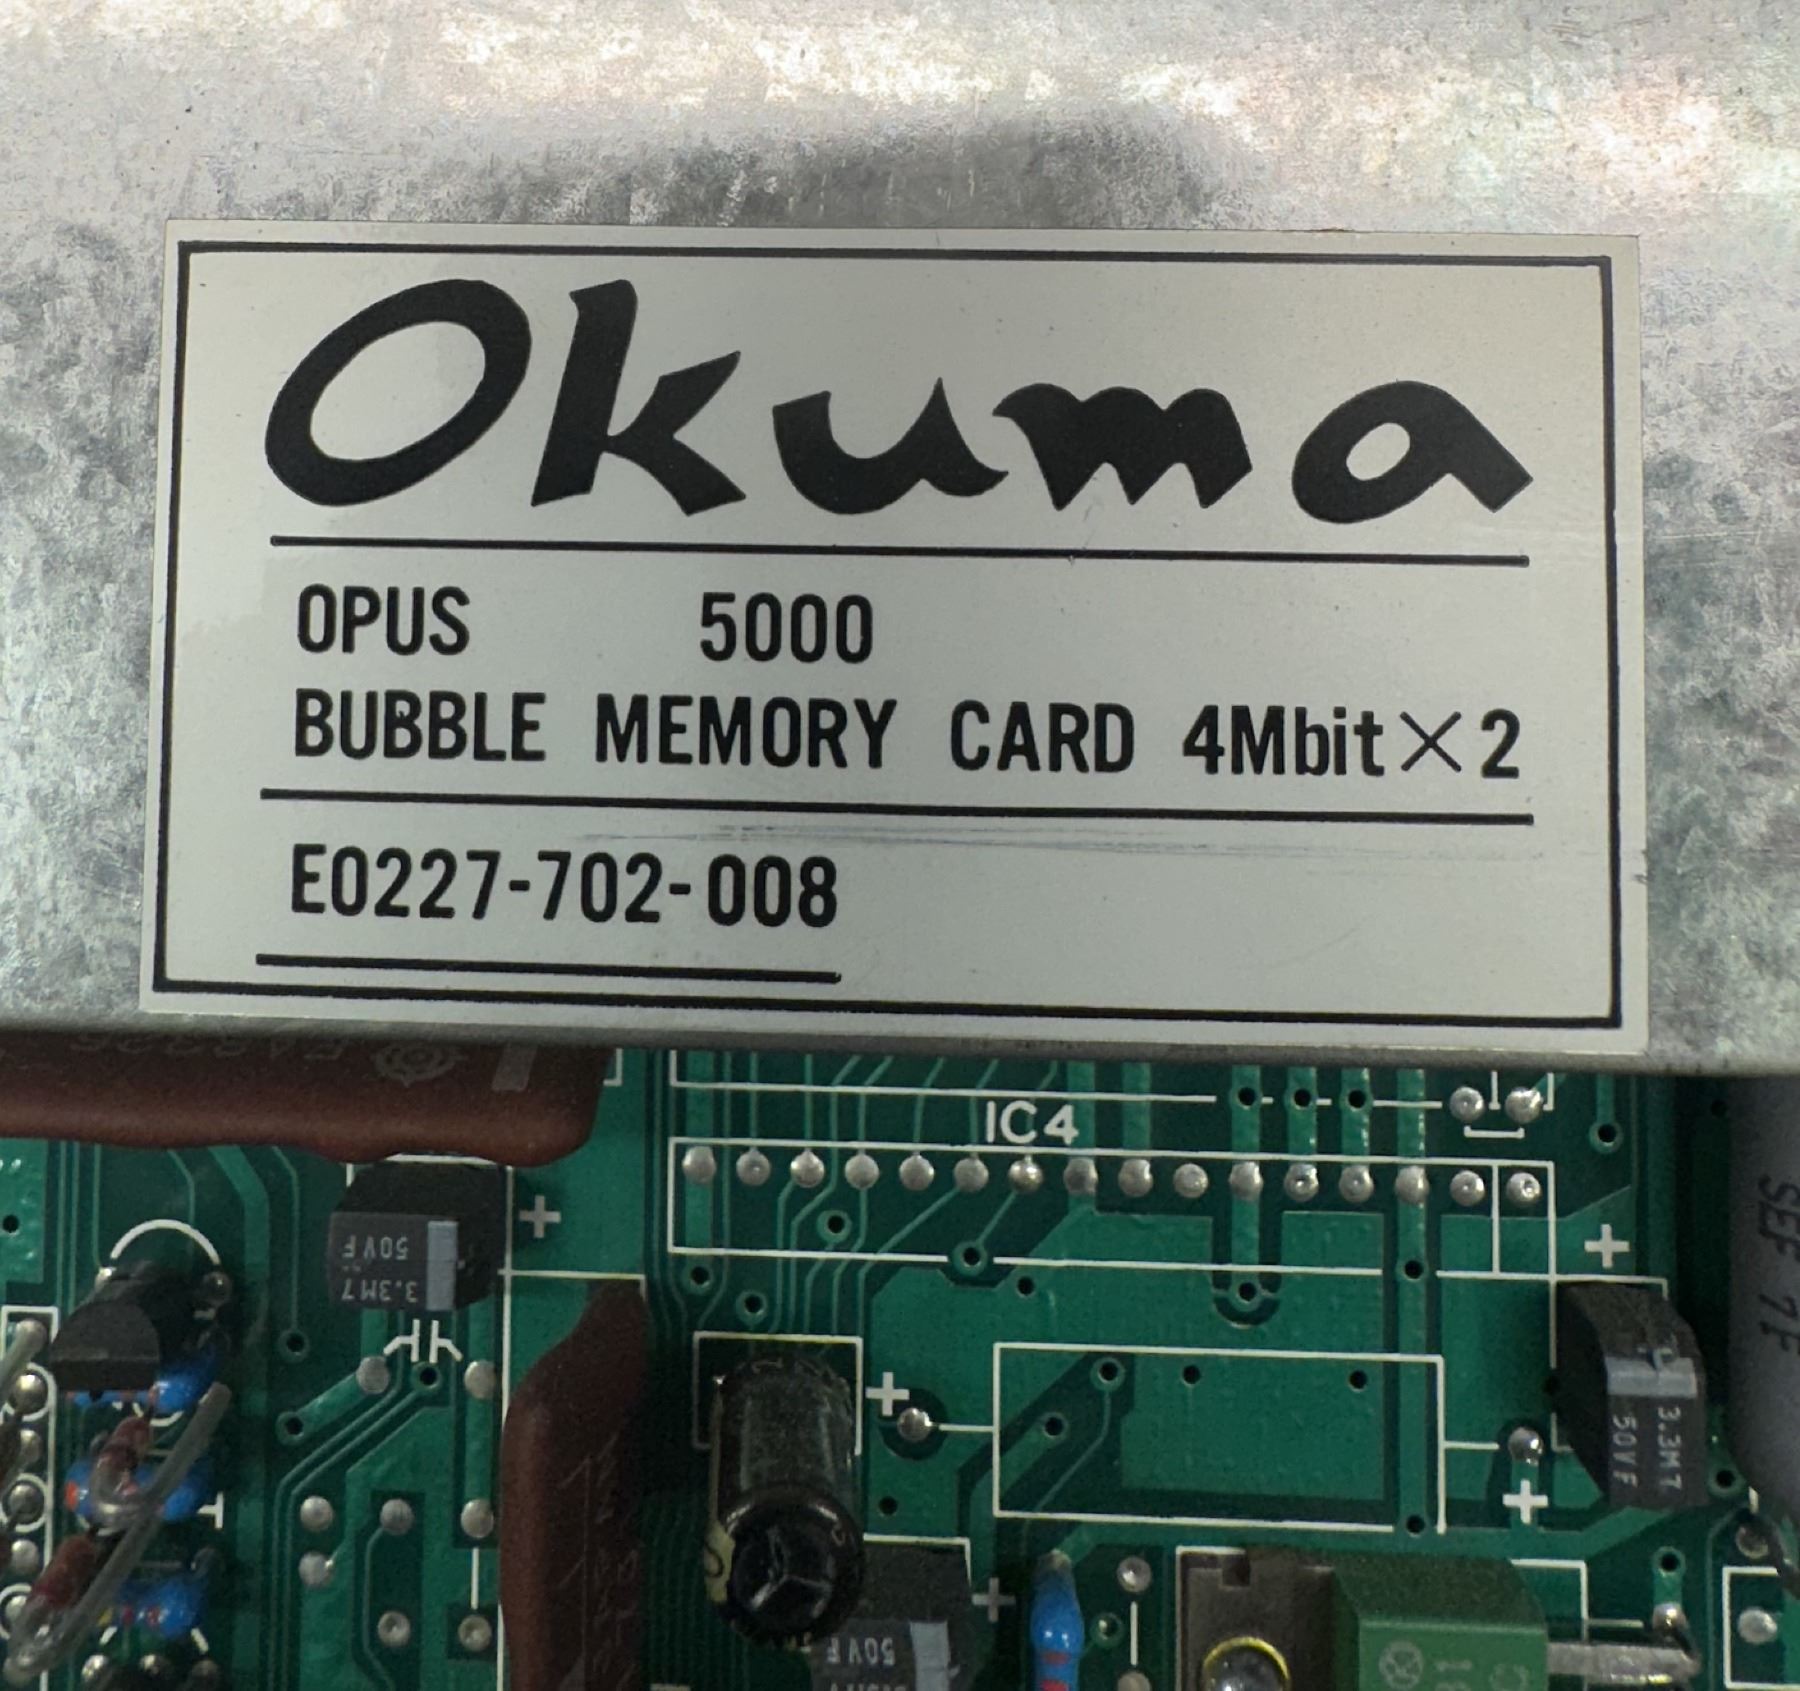 Okuma
OPUS 5000
BUBBLE MEMORY CARD 4Mbit×2
E0227-702-008
IC4
+
50VF
3.3M7
+
+
3.3M7
50VF
+
+
50VF